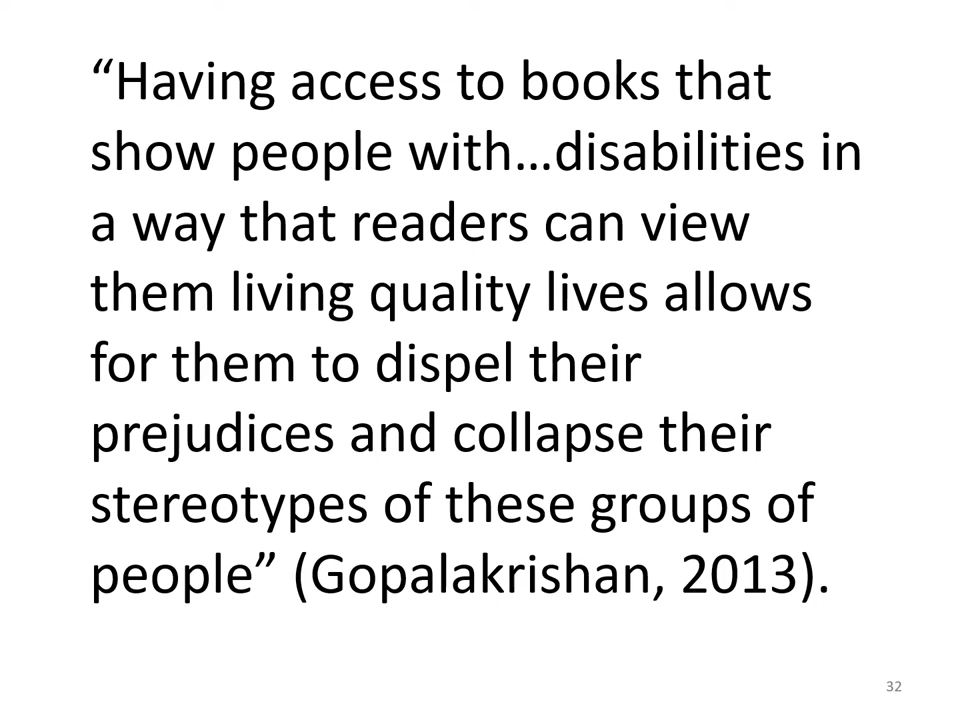 “Having access to books that
show people with…disabilities in
a way that readers can view
them living quality lives allows
for them to dispel their
prejudices and collapse their
stereotypes of these groups of
people” (Gopalakrishan, 2013).
32